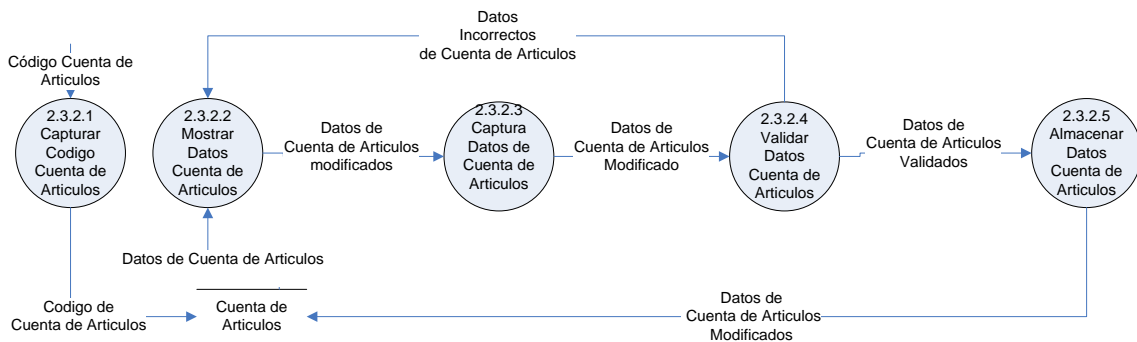 Datos
Incorrectos
de Cuenta de Articulos
Código Cuenta de
Articulos
2.3.2.1
Capturar
Codigo
Cuenta de
Articulos
2.3.2.2
Mostrar
Datos
Cuenta de
Articulos
Datos de
Cuenta de Articulos
modificados
2.3.2.3
Captura
Datos de
Cuenta de
Articulos
Datos de
Cuenta de Articulos
Modificado
2.3.2.4
Validar
Datos
Cuenta de
Articulos
Datos de
Cuenta de Articulos
Validados
2.3.2.5
Almacenar
Datos
Cuenta de
Articulos
Datos de Cuenta de Articulos
Codigo de
Cuenta de Articulos
Cuenta de
Articulos
Datos de
Cuenta de Articulos
Modificados